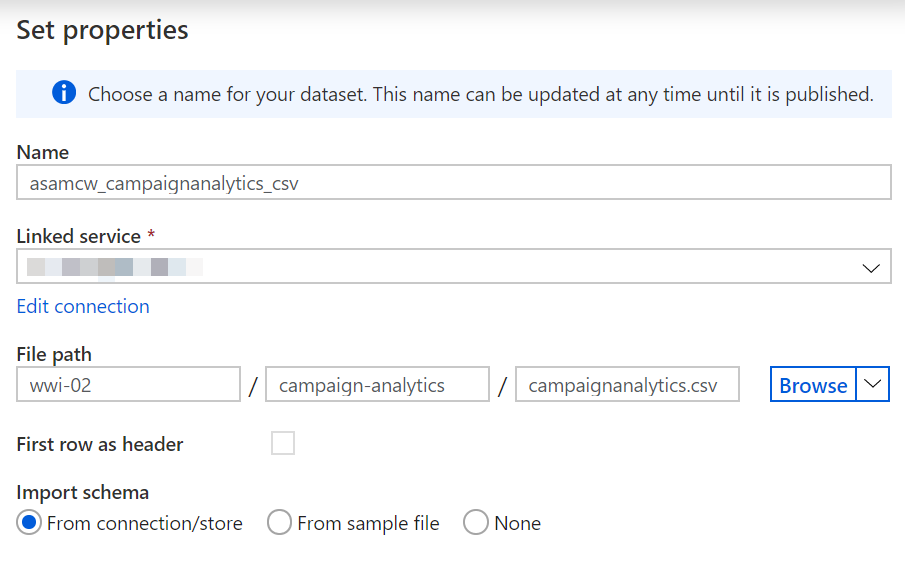 Set properties
Choose a name for your dataset. This name can be updated at any time until it is published.
Name
asamcw_campaignanalytics_csv
Linked service *
Edit connection
File path
wwi-02 / campaign-analytics / campaignanalytics.csv Browse
First row as header
Import schema
From connection/store From sample file None